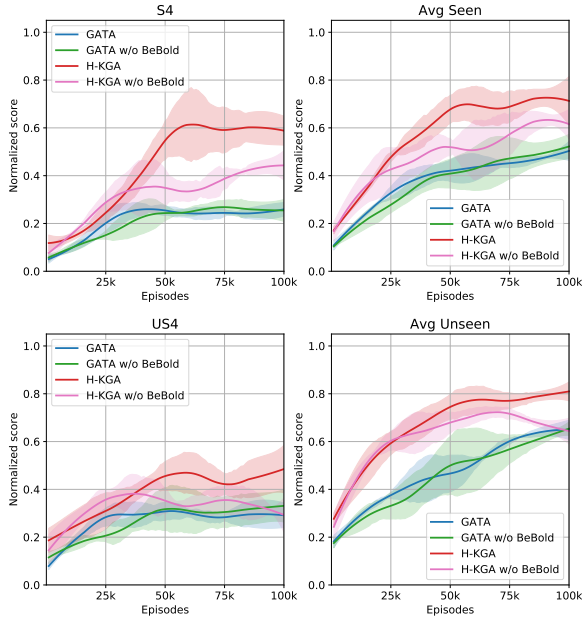 S4
GATA
GATA w/o BeBold
H-KGA
H-KGA w/o BeBold
Normalized score
1.0
0.8
0.6
0.4
0.2
0.0
25k
50k
75k
100k
Episodes
Avg Seen
GATA
GATA w/o BeBold
H-KGA
H-KGA w/o BeBold
Normalized score
1.0
0.8
0.6
0.4
0.2
0.0
25k
50k
75k
100k
Episodes
US4
GATA
GATA w/o BeBold
H-KGA
H-KGA w/o BeBold
Normalized score
1.0
0.8
0.6
0.4
0.2
0.0
25k
50k
75k
100k
Episodes
Avg Unseen
GATA
GATA w/o BeBold
H-KGA
H-KGA w/o BeBold
Normalized score
1.0
0.8
0.6
0.4
0.2
0.0
25k
50k
75k
100k
Episodes